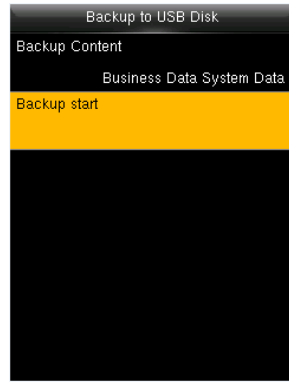 Backup to USB Disk
Backup Content
Business Data System Data
Backup start